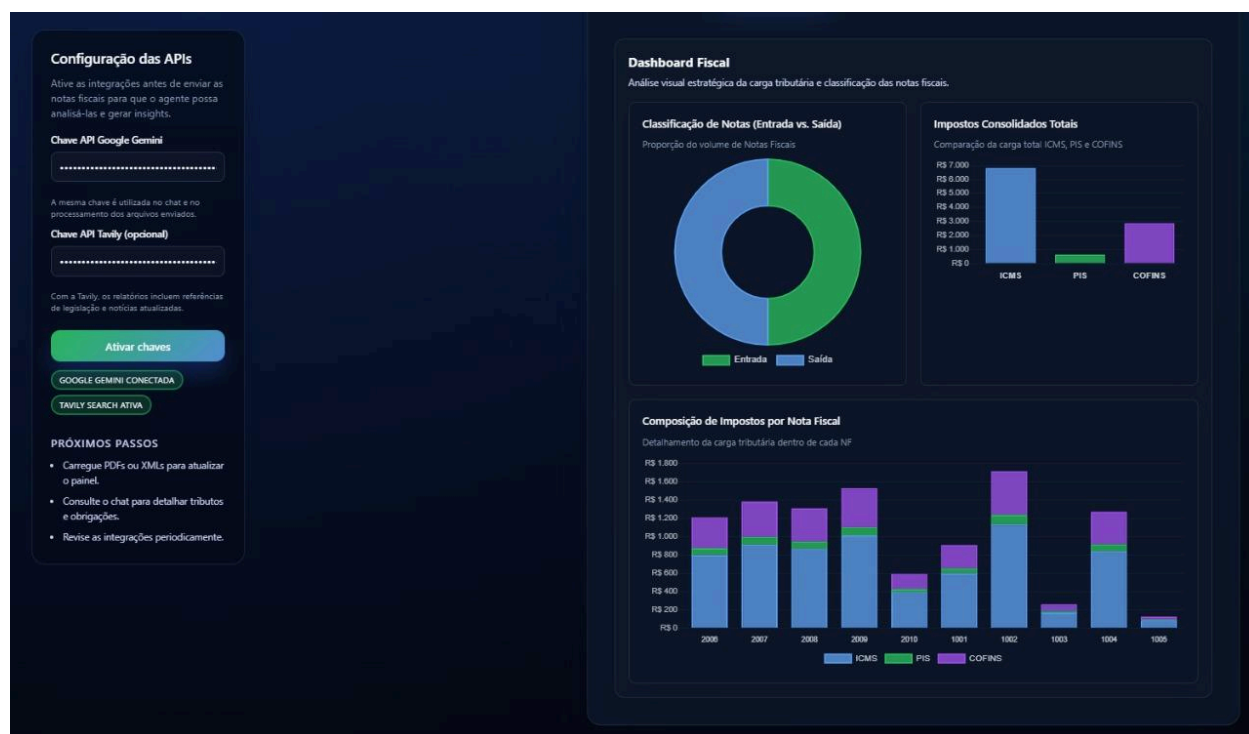 Configuração das APIs
Ative as integrações antes de enviar as
notas fiscais para que o agente possa
analisá-las e gerar insights.
Chave API Google Gemini
A mesma chave é utilizada no chat e no
processamento dos arquivos enviados.
Chave API Tavily (opcional)
Com a Tavily, os relatórios incluem referências
de legislação e notícias atualizadas.
Ativar chaves
GOOGLE GEMINI CONECTADA
TAVILY SEARCH ATIVA
PRÓXIMOS PASSOS
• Carregue PDFs ou XMLs para atualizar
o painel.
• Consulte o chat para detalhar tributos
e obrigações.
• Revise as integrações periodicamente.
Dashboard Fiscal
Análise visual estratégica da carga tributária e classificação das notas fiscais.
Classificação de Notas (Entrada vs. Saída)
Proporção do volume de Notas Fiscais
Entrada Saída
Impostos Consolidados Totais
Comparação da carga total ICMS, PIS e COFINS
R$ 7.000
R$ 6.000
R$ 5.000
R$ 4.000
R$ 3.000
R$ 2.000
R$ 1.000
R$ 0
ICMS PIS COFINS
Composição de Impostos por Nota Fiscal
Detalhamento da carga tributária dentro de cada NF
R$ 1.800
R$ 1.600
R$ 1.400
R$ 1.200
R$ 1.000
R$ 800
R$ 600
R$ 400
R$ 200
R$ 0
2006 2007 2008 2009 2010 1001 1002 1003 1004 1005
ICMS PIS COFINS